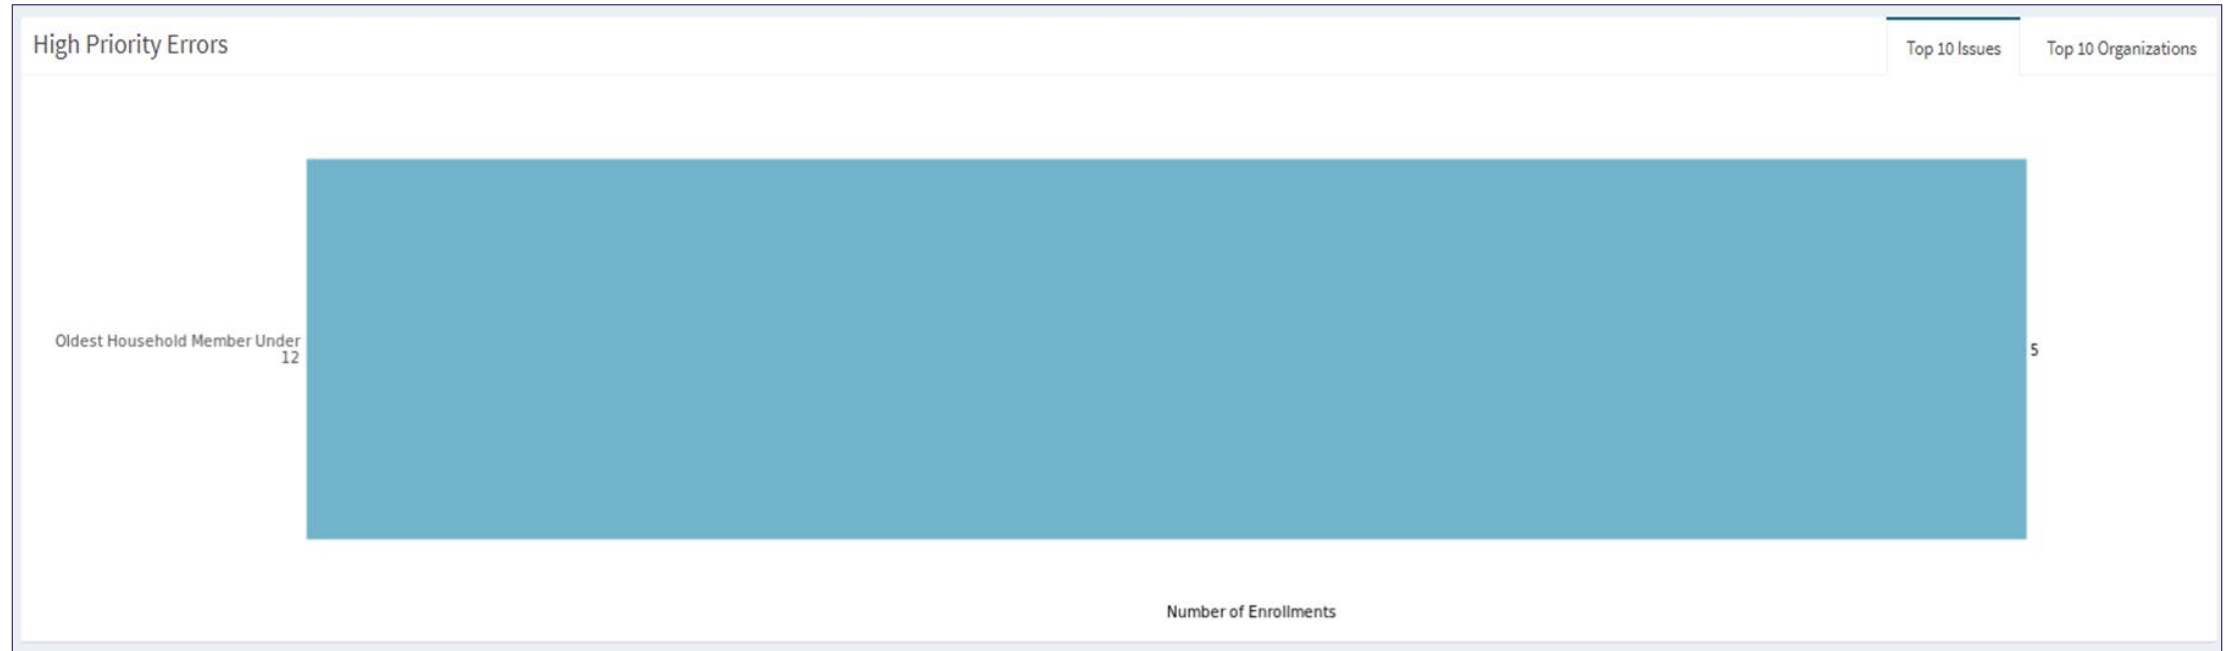 High Priority Errors
Top 10 Issues
Top 10 Organizations
Oldest Household Member Under
12
5
Number of Enrollments